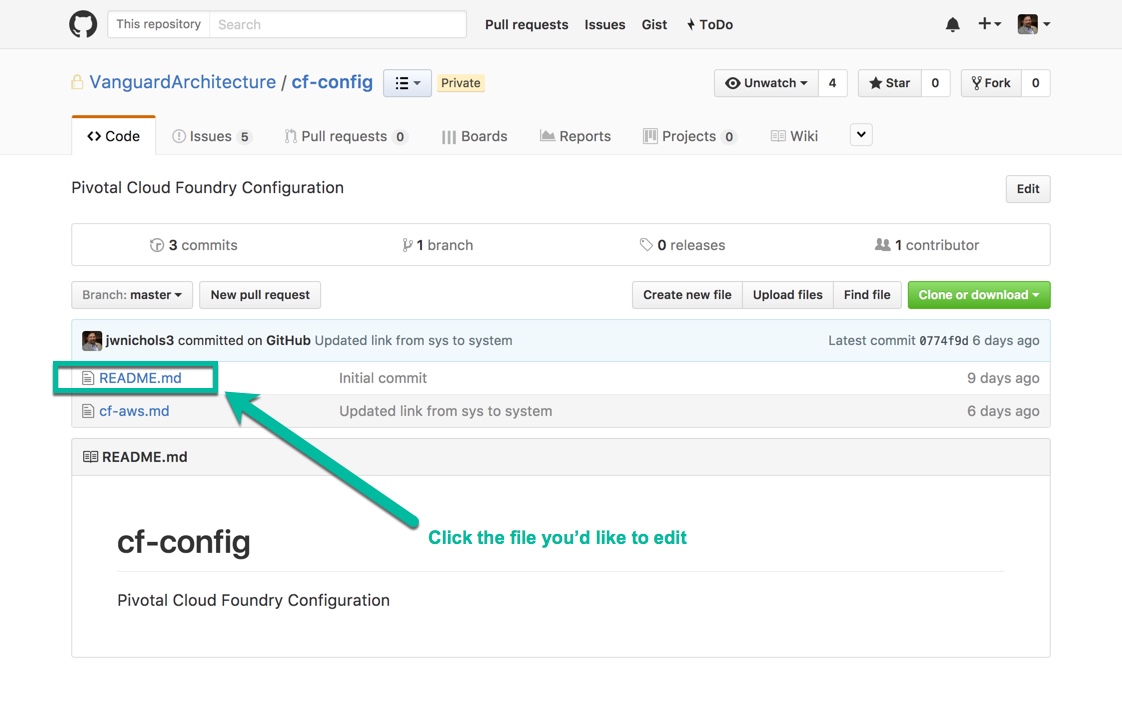 This repository Search Pull requests Issues Gist ToDo
VanguardArchitecture / cf-config Private Unwatch 4 Star 0 Fork 0
Code Issues 5 Pull requests 0 Boards Reports Projects 0 Wiki
Pivotal Cloud Foundry Configuration Edit
3 commits 1 branch 0 releases 1 contributor
Branch: master New pull request Create new file Upload files Find file Clone or download
jwnichols3 committed on GitHub Updated link from sys to system Latest commit 0774f9d 6 days ago
README.md Initial commit 9 days ago
cf-aws.md Updated link from sys to system 6 days ago
README.md
cf-config
Click the file you'd like to edit
Pivotal Cloud Foundry Configuration